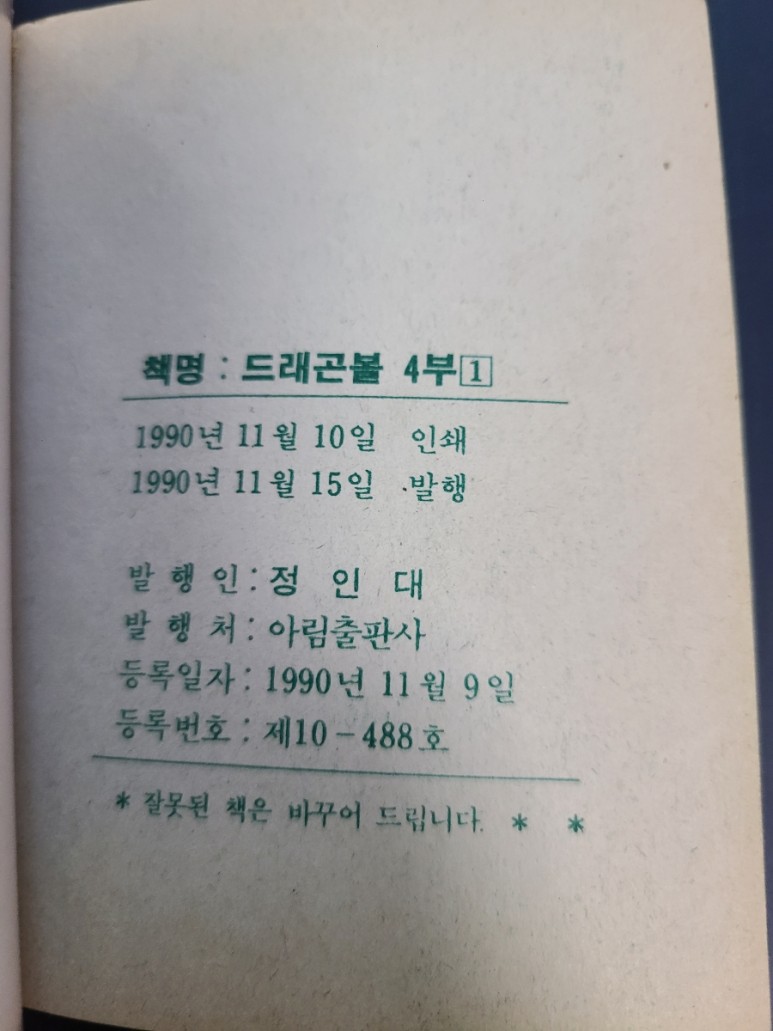 책명 : 드래곤볼 4부 1
1990년 11월 10일 인쇄
1990년 11월 15일 발행
발 행 인 : 정 인 대
발 행 처 : 아림출판사
등록일자 : 1990년 11월 9일
등록번호 : 제10-488호
* 잘못된 책은 바꾸어 드립니다. * *